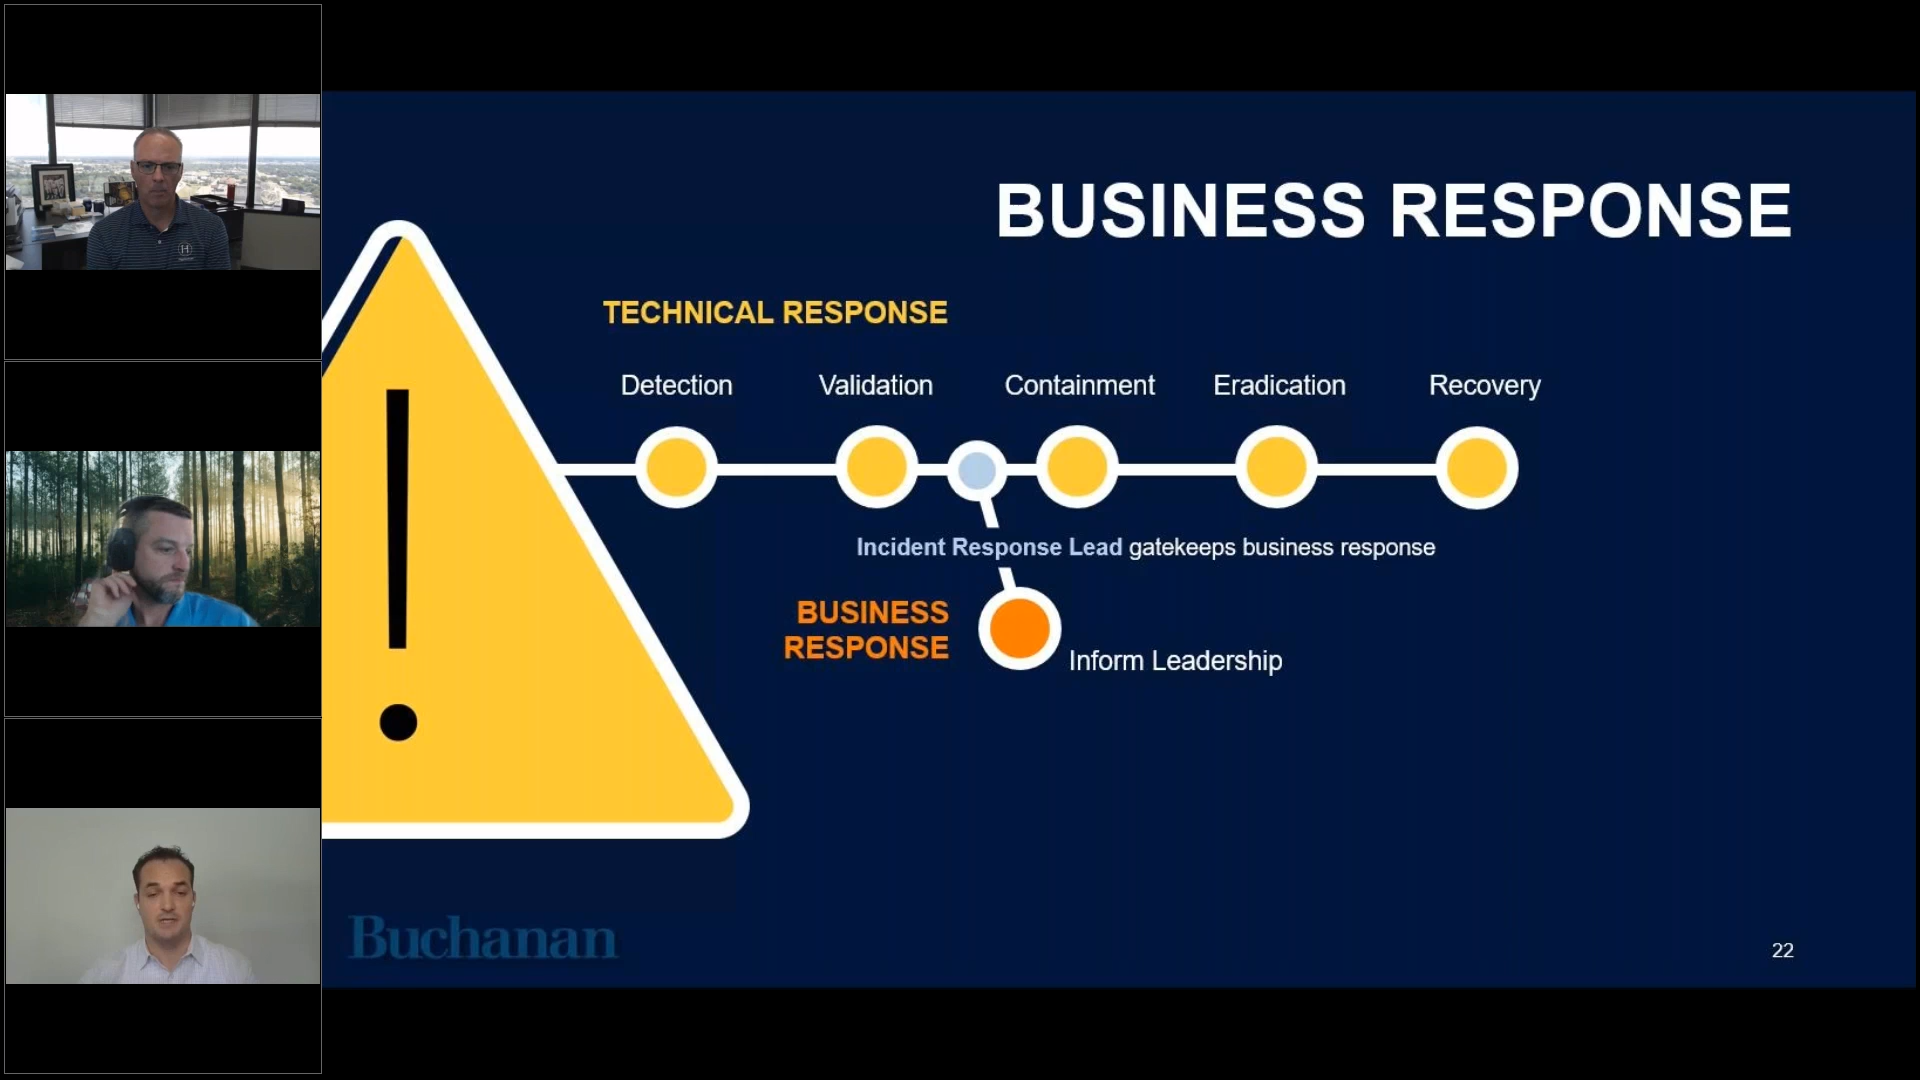 BUSINESS RESPONSE
TECHNICAL RESPONSE
Detection Validation Containment Eradication Recovery
Incident Response Lead gatekeeps business response
BUSINESS
RESPONSE
Inform Leadership
Buchanan
22